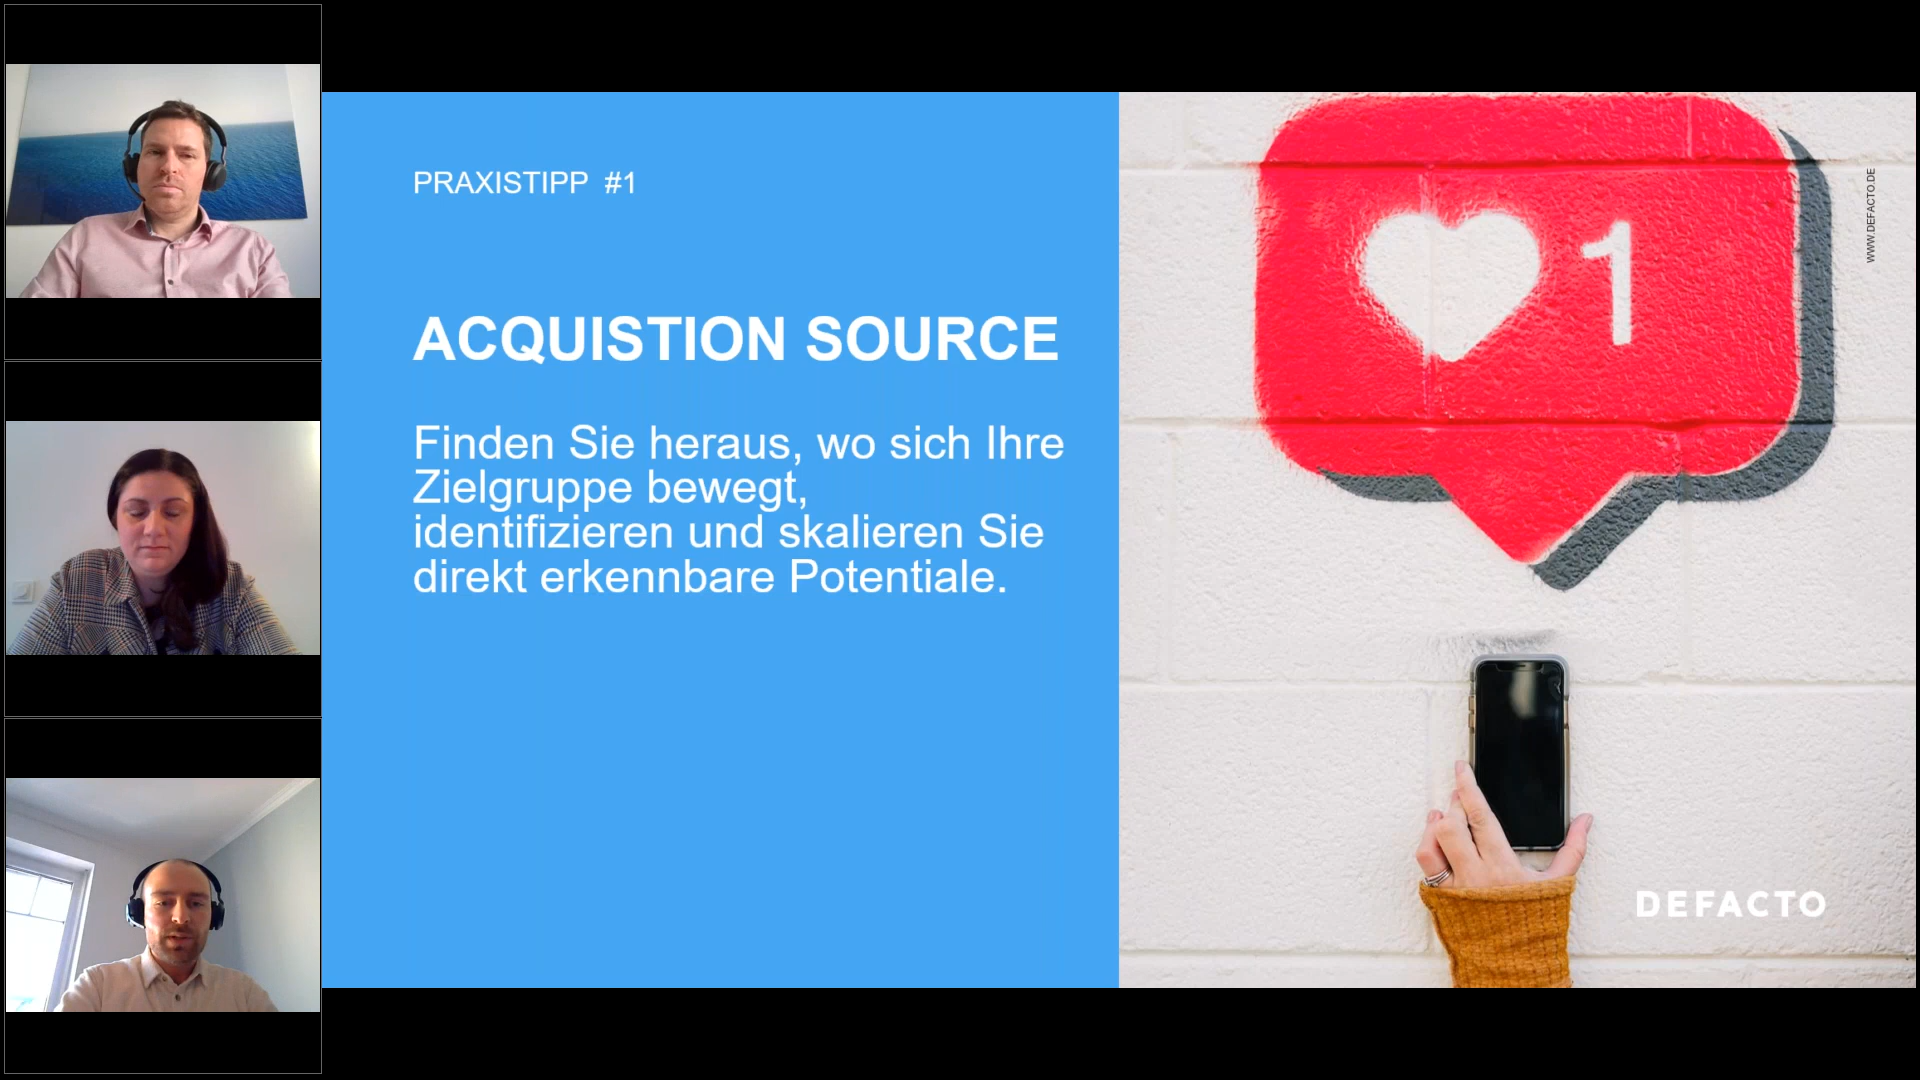 PRAXISTIPP #1
ACQUISTION SOURCE
Finden Sie heraus, wo sich Ihre
Zielgruppe bewegt,
identifizieren und skalieren Sie
direkt erkennbare Potentiale.
1
WWW.DEFACTO.DE
DEFACTO